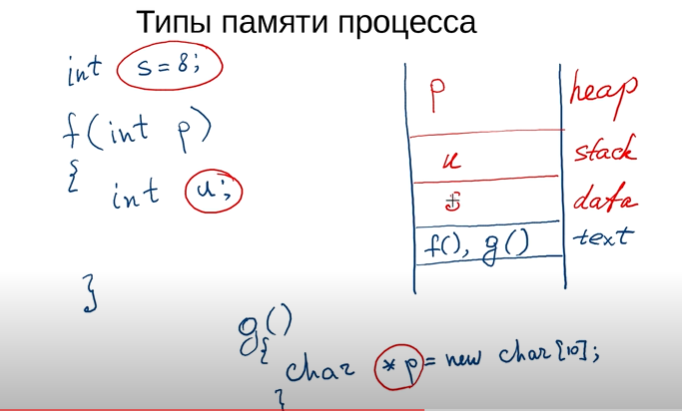 Типы памяти процесса
int s=8;
f(int p)
{ int u;
}
g()
{ char *p = new char[10];
}
p heap
u stack
s data
f(), g() text